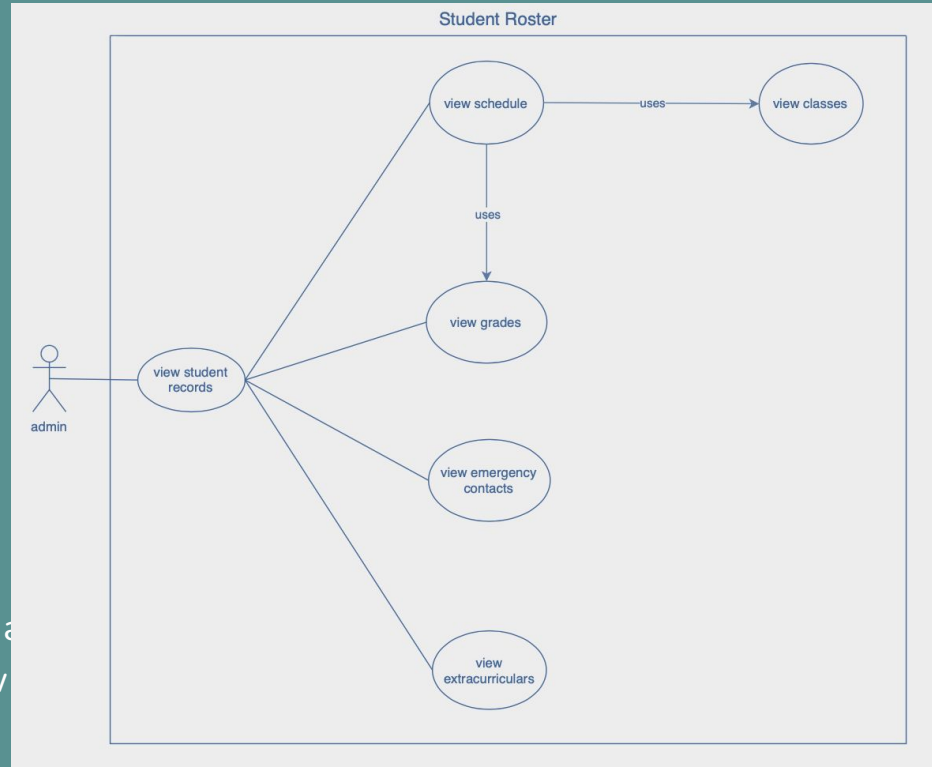 Student Roster
view schedule
uses
view classes
uses
view grades
view student
records
admin
view emergency
contacts
view
extracurriculars